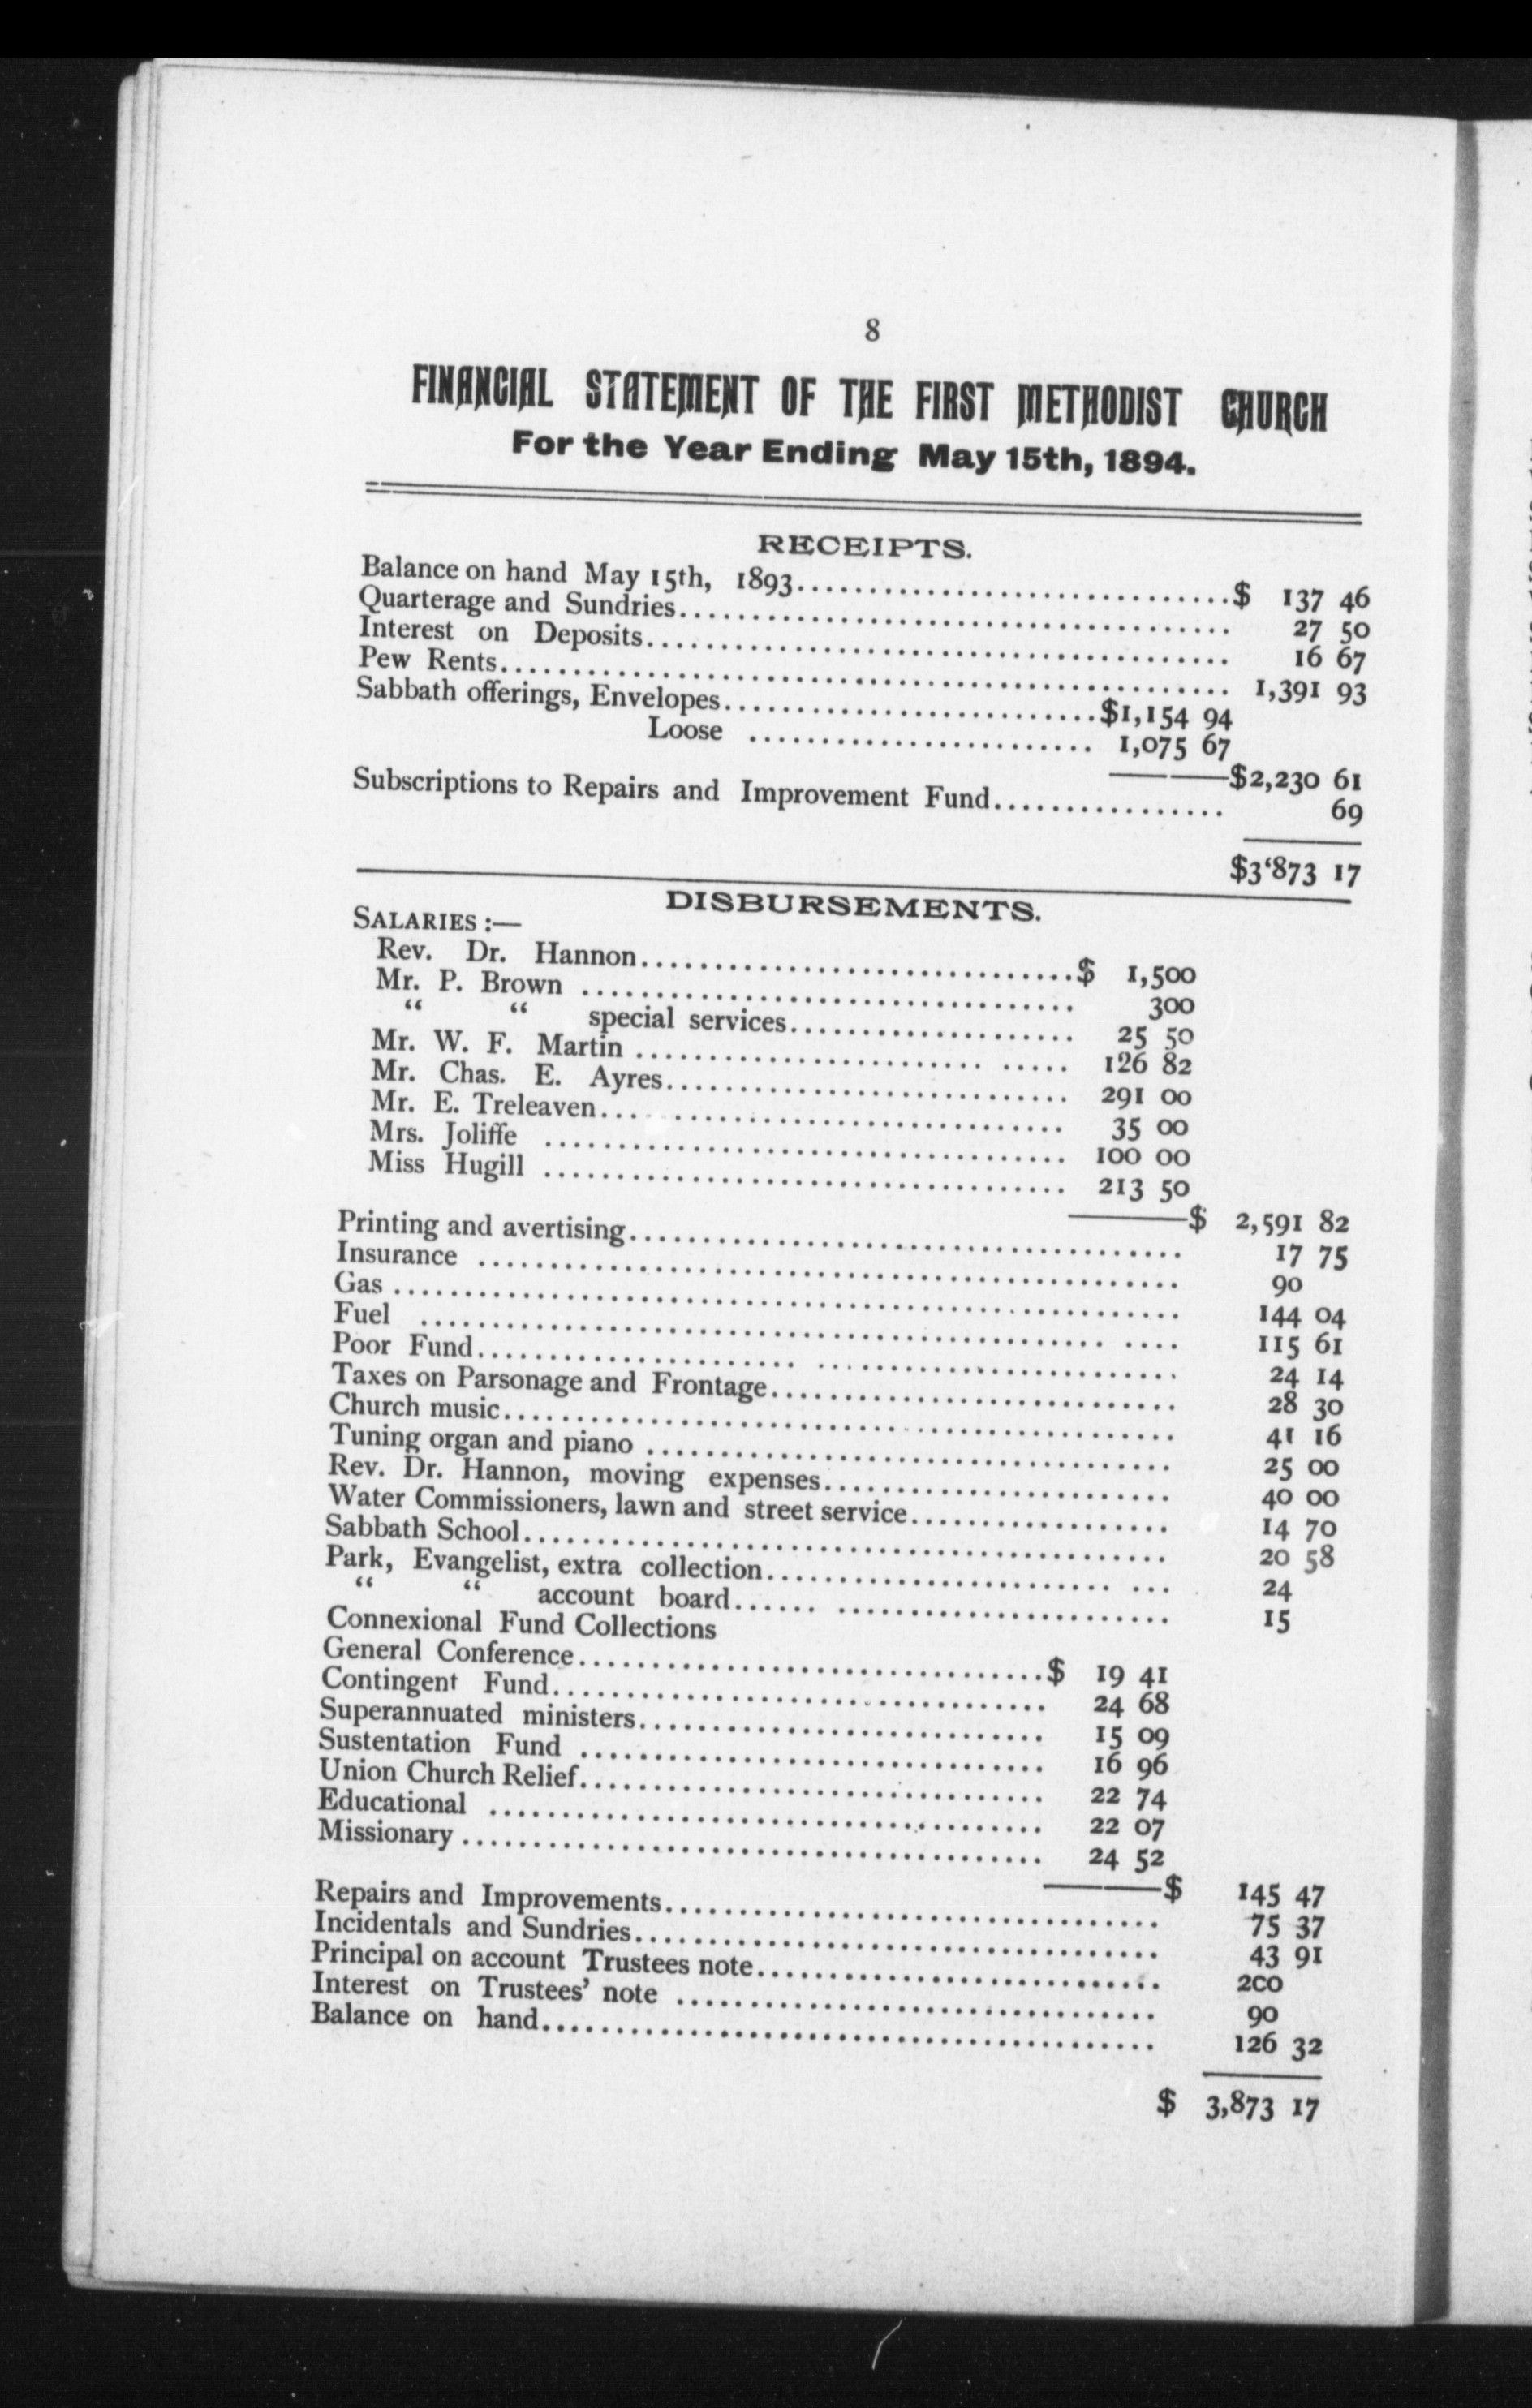 8
FINANCIAL STATEMENT OF THE FIRST METHODIST CHURCH
For the Year Ending May 15th, 1894.
RECEIPTS.
Balance on hand May 15th, 1893..............................$ 137 46
Quarterage and Sundries...................................... 27 50
Interest on Deposits........................................ 16 67
Pew Rents.................................................. 1,391 93
Sabbath offerings, Envelopes..........................$1,154 94
Loose ........................ 1,075 67
————$2,230 61
Subscriptions to Repairs and Improvement Fund................ 69
$3‘873 17
DISBURSEMENTS.
SALARIES :—
Rev. Dr. Hannon..............................$ 1,500
Mr. P. Brown .................................. 300
“ “ special services.................... 25 50
Mr. W. F. Martin ........................ ..... 126 82
Mr. Chas. E. Ayres............................ 291 00
Mr. E. Treleaven... ........................... 35 00
Mrs. Joliffe .................................... 100 00
Miss Hugill .................................... 213 50
————$ 2,591 82
Printing and avertising...................................... 17 75
Insurance ................................................ 90
Gas ...................................................... 144 04
Fuel ............................................... .... 115 61
Poor Fund...................... ......................... 24 14
Taxes on Parsonage and Frontage............................ 28 30
Church music.............................................. 41 16
Tuning organ and piano .................................... 25 00
Rev. Dr. Hannon, moving expenses........................ 40 00
Water Commissioners, lawn and street service.................. 14 70
Sabbath School............................................ 20 58
Park, Evangelist, extra collection........................ ... 24
“ “ account board...... ....................... 15
Connexional Fund Collections
General Conference................................$ 19 41
Contingent Fund.................................. 24 68
Superannuated ministers............................ 15 09
Sustentation Fund ................................ 16 96
Union Church Relief................................ 22 74
Educational ...................................... 22 07
Missionary ........................................ 24 52
————$ 145 47
Repairs and Improvements.................................. 75 37
Incidentals and Sundries.................................... 43 91
Principal on account Trustees note............................ 200
Interest on Trustees’ note ................................. 90
Balance on hand.......................................... 126 32
$ 3,873 17